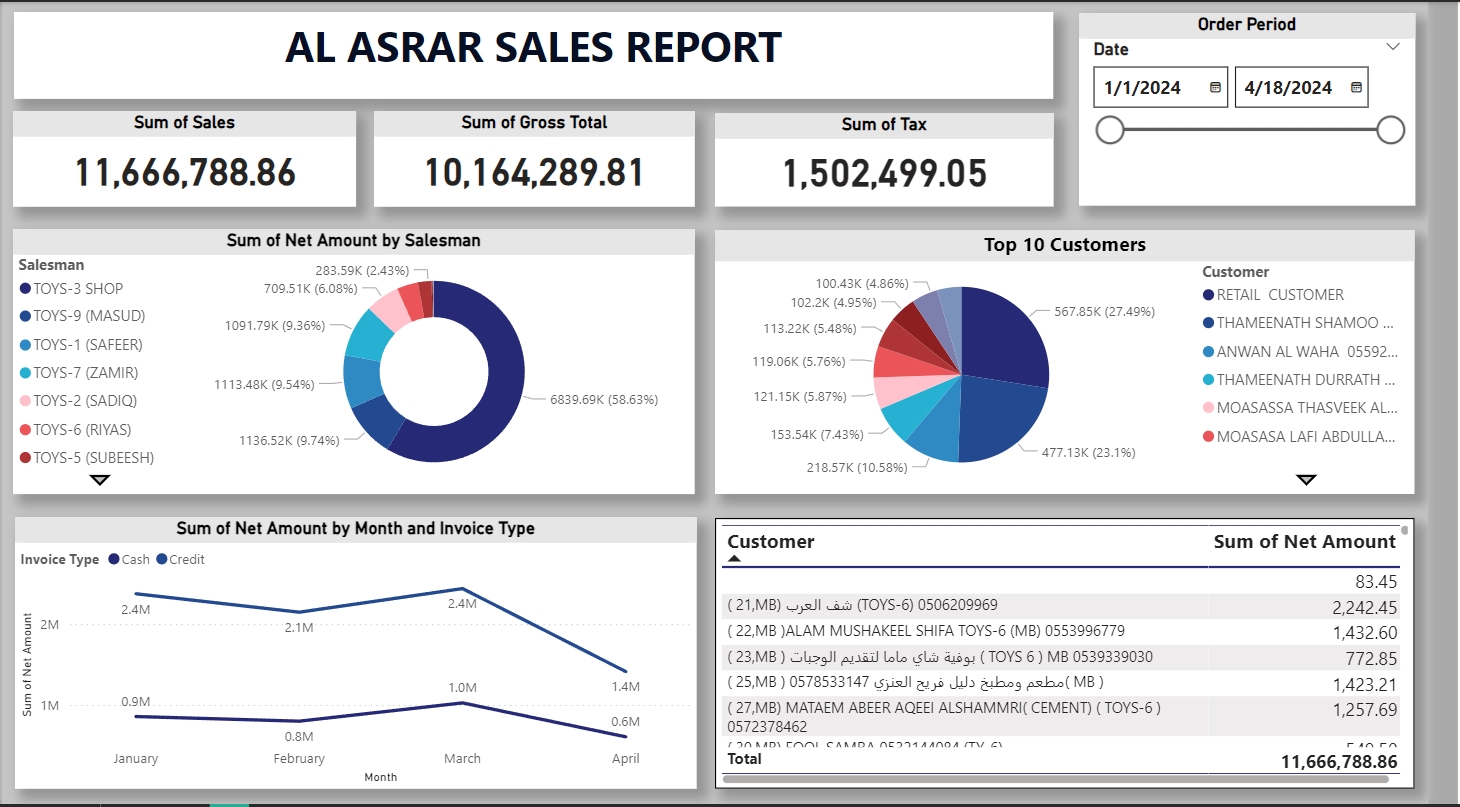 AL ASRAR SALES REPORT
Order Period
Date
1/1/2024
4/18/2024
Sum of Sales
11,666,788.86
Sum of Gross Total
10,164,289.81
Sum of Tax
1,502,499.05
Sum of Net Amount by Salesman
Salesman
TOYS-3 SHOP
TOYS-9 (MASUD)
TOYS-1 (SAFEER)
TOYS-7 (ZAMIR)
TOYS-2 (SADIQ)
TOYS-6 (RIYAS)
TOYS-5 (SUBEESH)
283.59K (2.43%)
709.51K (6.08%)
1091.79K (9.36%)
1113.48K (9.54%)
1136.52K (9.74%)
6839.69K (58.63%)
Top 10 Customers
100.43K (4.86%)
102.2K (4.95%)
113.22K (5.48%)
119.06K (5.76%)
121.15K (5.87%)
153.54K (7.43%)
218.57K (10.58%)
567.85K (27.49%)
477.13K (23.1%)
Customer
RETAIL CUSTOMER
THAMEENATH SHAMOO ...
ANWAN AL WAHA 05592...
THAMEENATH DURRATH ...
MOASASSA THASVEEK AL...
MOASASA LAFI ABDULLA...
Sum of Net Amount by Month and Invoice Type
Invoice Type Cash Credit
Sum of Net Amount
2M
1M
2.4M
2.1M
2.4M
1.4M
0.9M
0.8M
1.0M
0.6M
January February March April
Month
Customer Sum of Net Amount
83.45
( 21,MB) شف العرب (TOYS-6) 0506209969 2,242.45
( 22,MB )ALAM MUSHAKEEL SHIFA TOYS-6 (MB) 0553996779 1,432.60
( 23,MB ) بوفية شاي ماما لتقديم الوجبات ( TOYS 6 ) MB 0539339030 772.85
( 25,MB ) 0578533147 مطعم ومطبخ دليل فريح العنزي( MB ) 1,423.21
( 27,MB) MATAEM ABEER AQEEI ALSHAMMRI( CEMENT) ( TOYS-6 ) 1,257.69
0572378462
Total 11,666,788.86